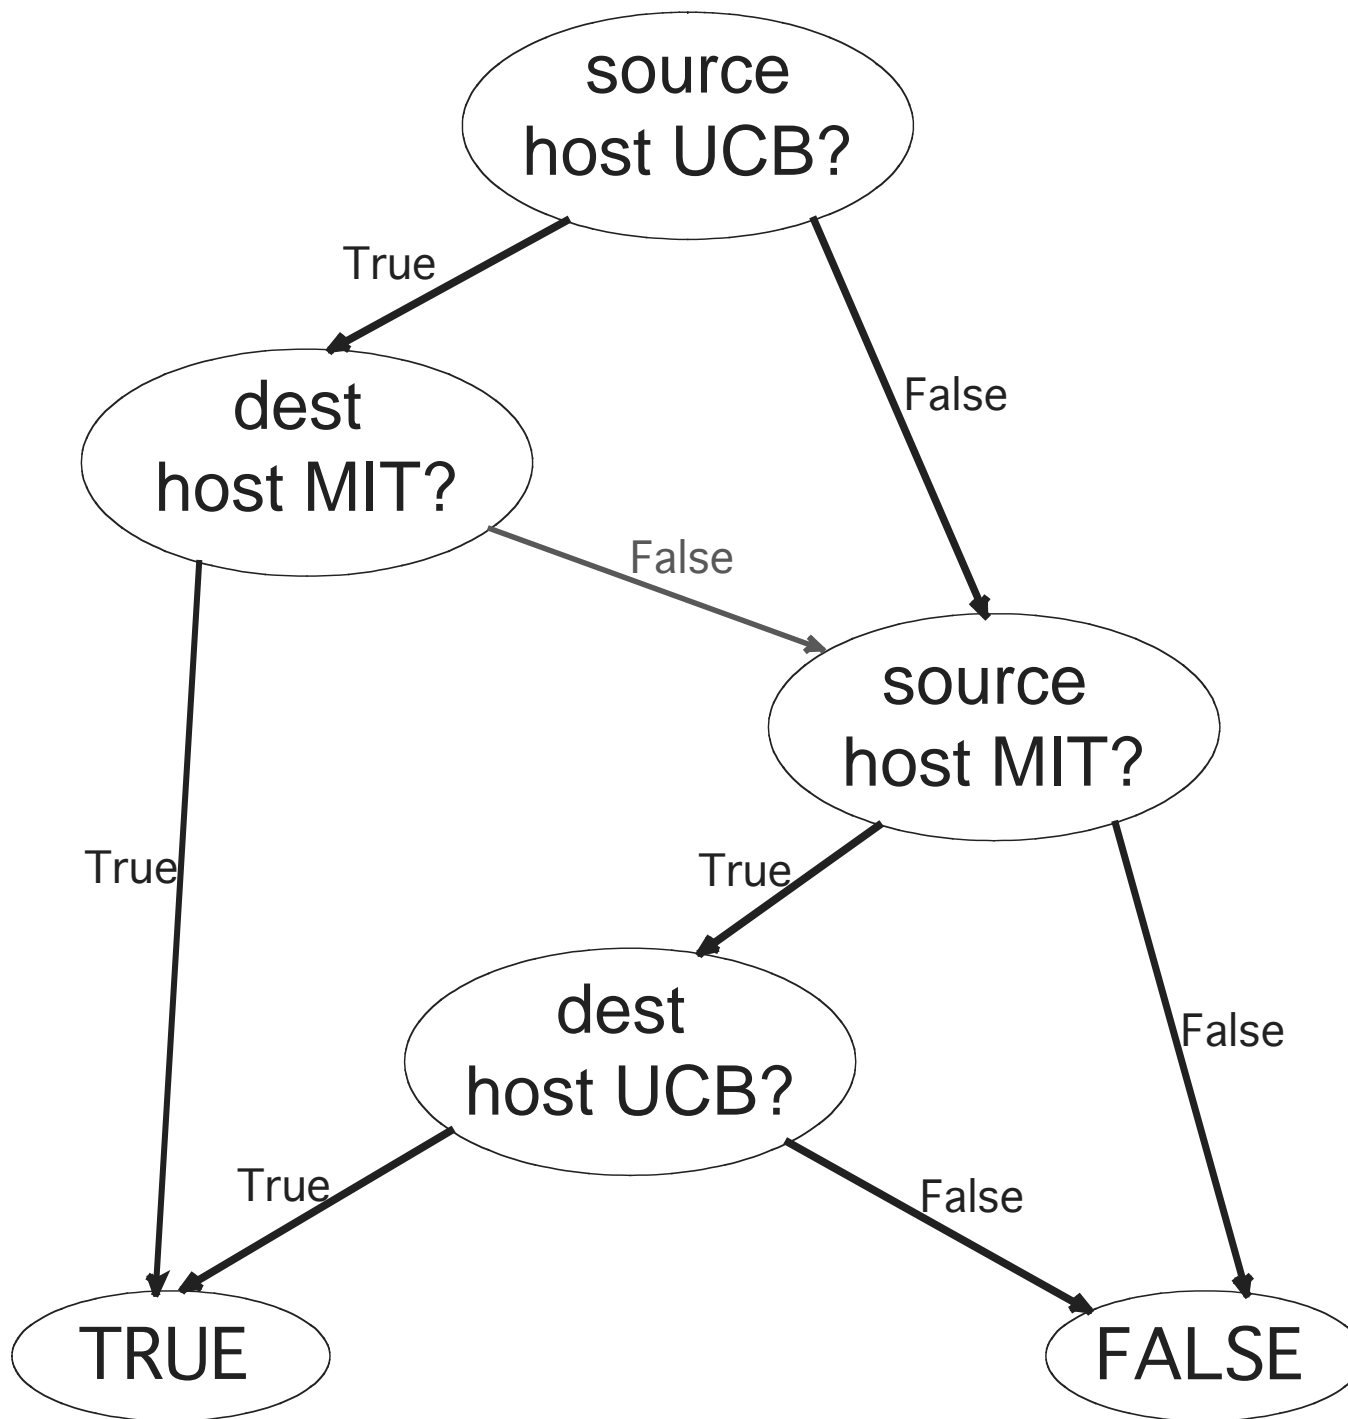 source
host UCB?
True
False
dest
host MIT?
False
source
host MIT?
True
True
dest
host UCB?
False
True
False
TRUE
FALSE